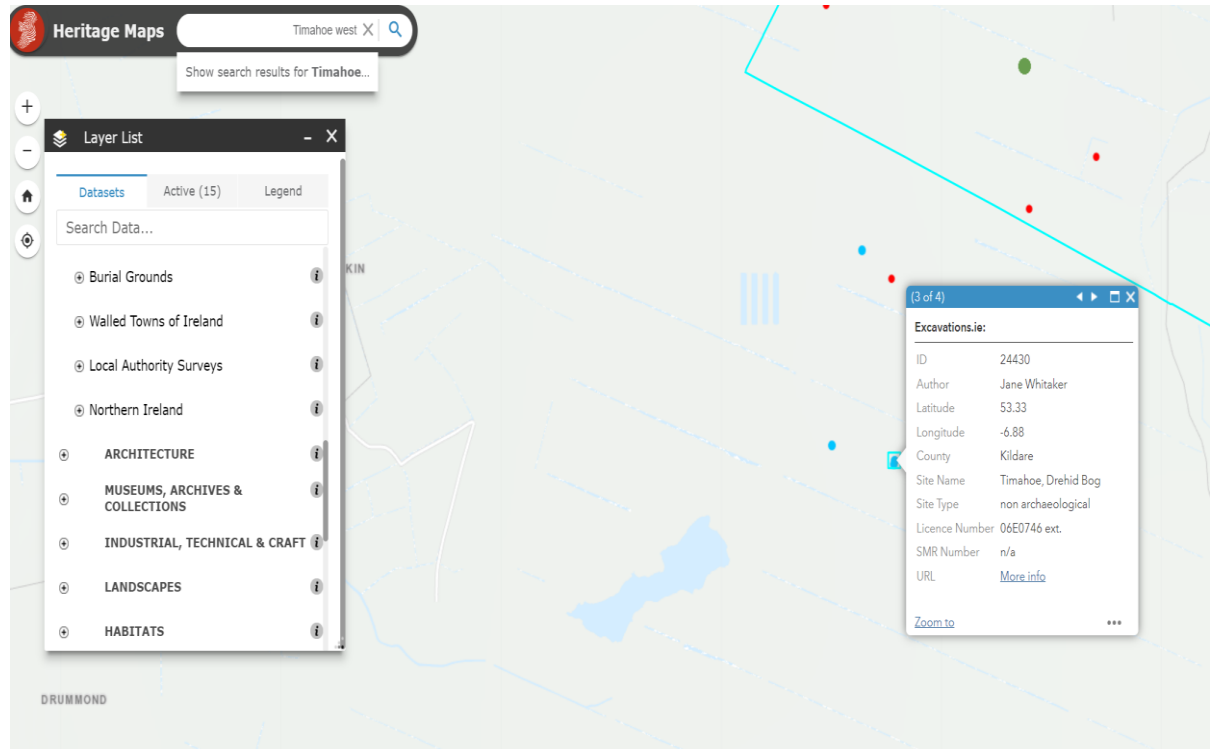 Heritage Maps
Timahoe west
Show search results for Timahoe...
Layer List
Datasets Active (15) Legend
Search Data...
Burial Grounds
Walled Towns of Ireland
Local Authority Surveys
Northern Ireland
ARCHITECTURE
MUSEUMS, ARCHIVES &
COLLECTIONS
INDUSTRIAL, TECHNICAL & CRAFT
LANDSCAPES
HABITATS
KIN
DRUMMOND
(3 of 4)
Excavations.ie:
ID 24430
Author Jane Whitaker
Latitude 53.33
Longitude -6.88
County Kildare
Site Name Timahoe, Drehid Bog
Site Type non archaeological
Licence Number 06E0746 ext.
SMR Number n/a
URL More info
Zoom to